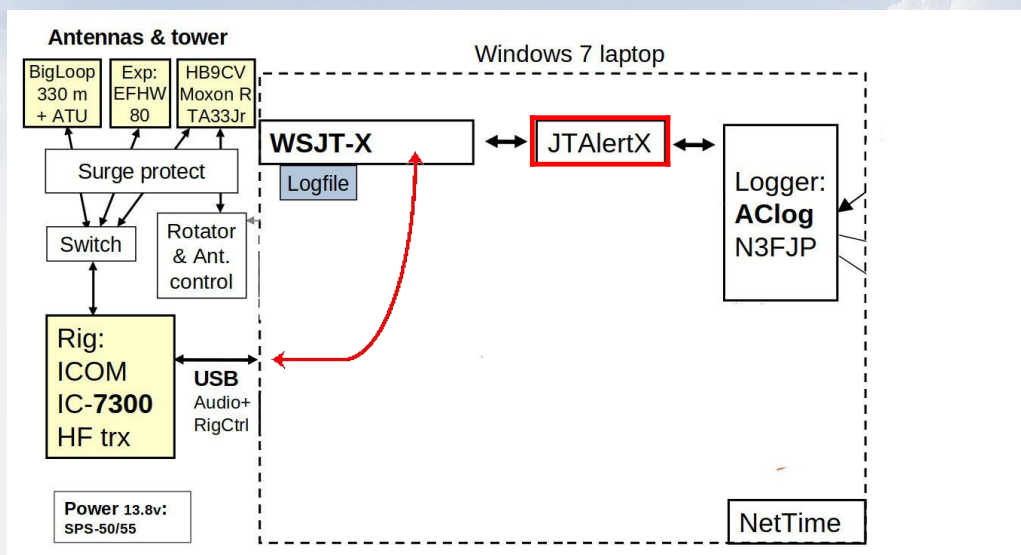 Antennas & tower
BigLoop
330 m
+ ATU
Exp:
EFHW
80
HB9CV
Moxon R
TA33Jr
Surge protect
Switch
Rotator
& Ant.
control
Rig:
ICOM
IC-7300
HF trx
USB
Audio+
RigCtrl
Power 13.8v:
SPS-50/55
Windows 7 laptop
WSJT-X
Logfile
JTAlertX
Logger:
AClog
N3FJP
NetTime